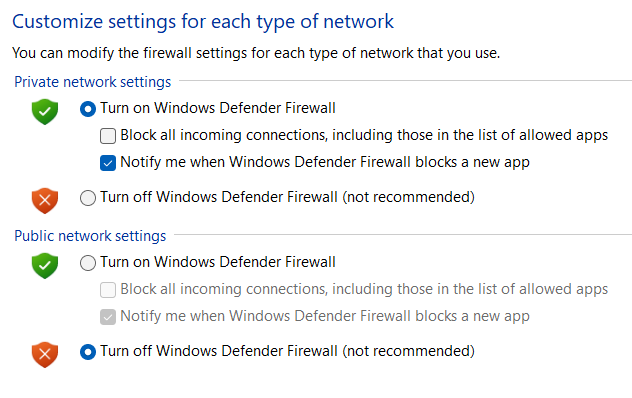 Customize settings for each type of network
You can modify the firewall settings for each type of network that you use.
Private network settings
Turn on Windows Defender Firewall
Block all incoming connections, including those in the list of allowed apps
Notify me when Windows Defender Firewall blocks a new app
Turn off Windows Defender Firewall (not recommended)
Public network settings
Turn on Windows Defender Firewall
Block all incoming connections, including those in the list of allowed apps
Notify me when Windows Defender Firewall blocks a new app
Turn off Windows Defender Firewall (not recommended)